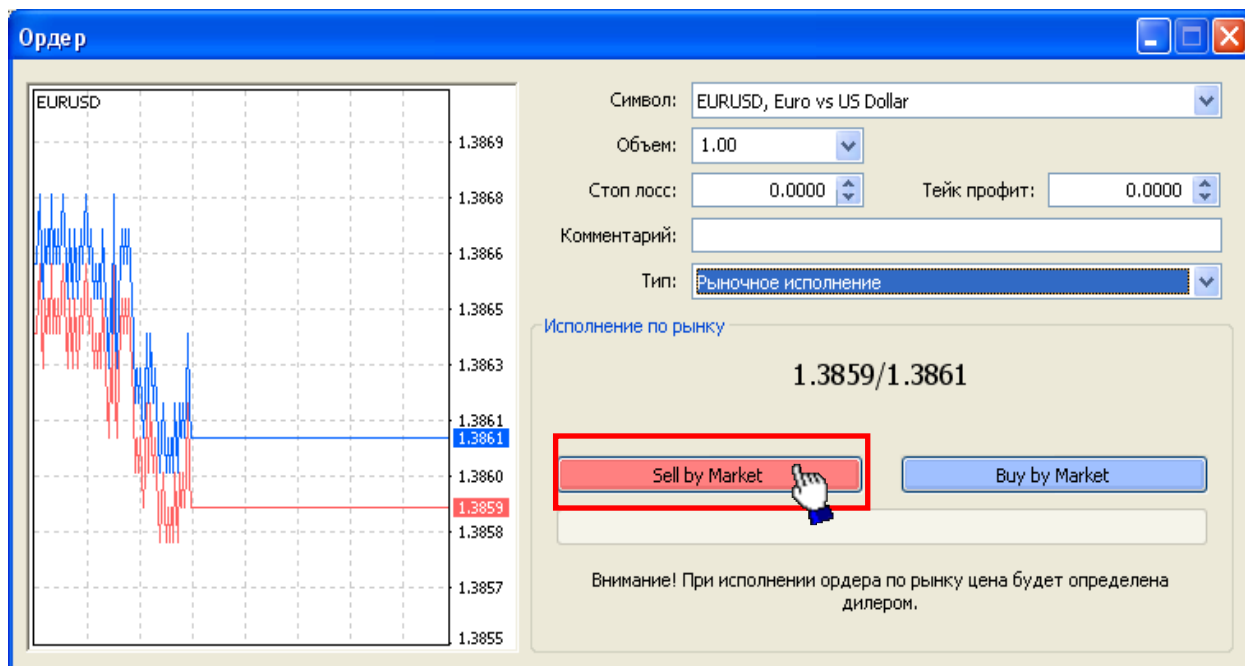 Ордер
EURUSD
1.3869
1.3868
1.3866
1.3865
1.3863
1.3861
1.3861
1.3860
1.3859
1.3858
1.3857
1.3855
Символ: EURUSD, Euro vs US Dollar
Объем: 1.00
Стоп лосс: 0.0000 Тейк профит: 0.0000
Комментарий:
Тип: Рыночное исполнение
Исполнение по рынку
1.3859/1.3861
Sell by Market Buy by Market
Внимание! При исполнении ордера по рынку цена будет определена
дилером.